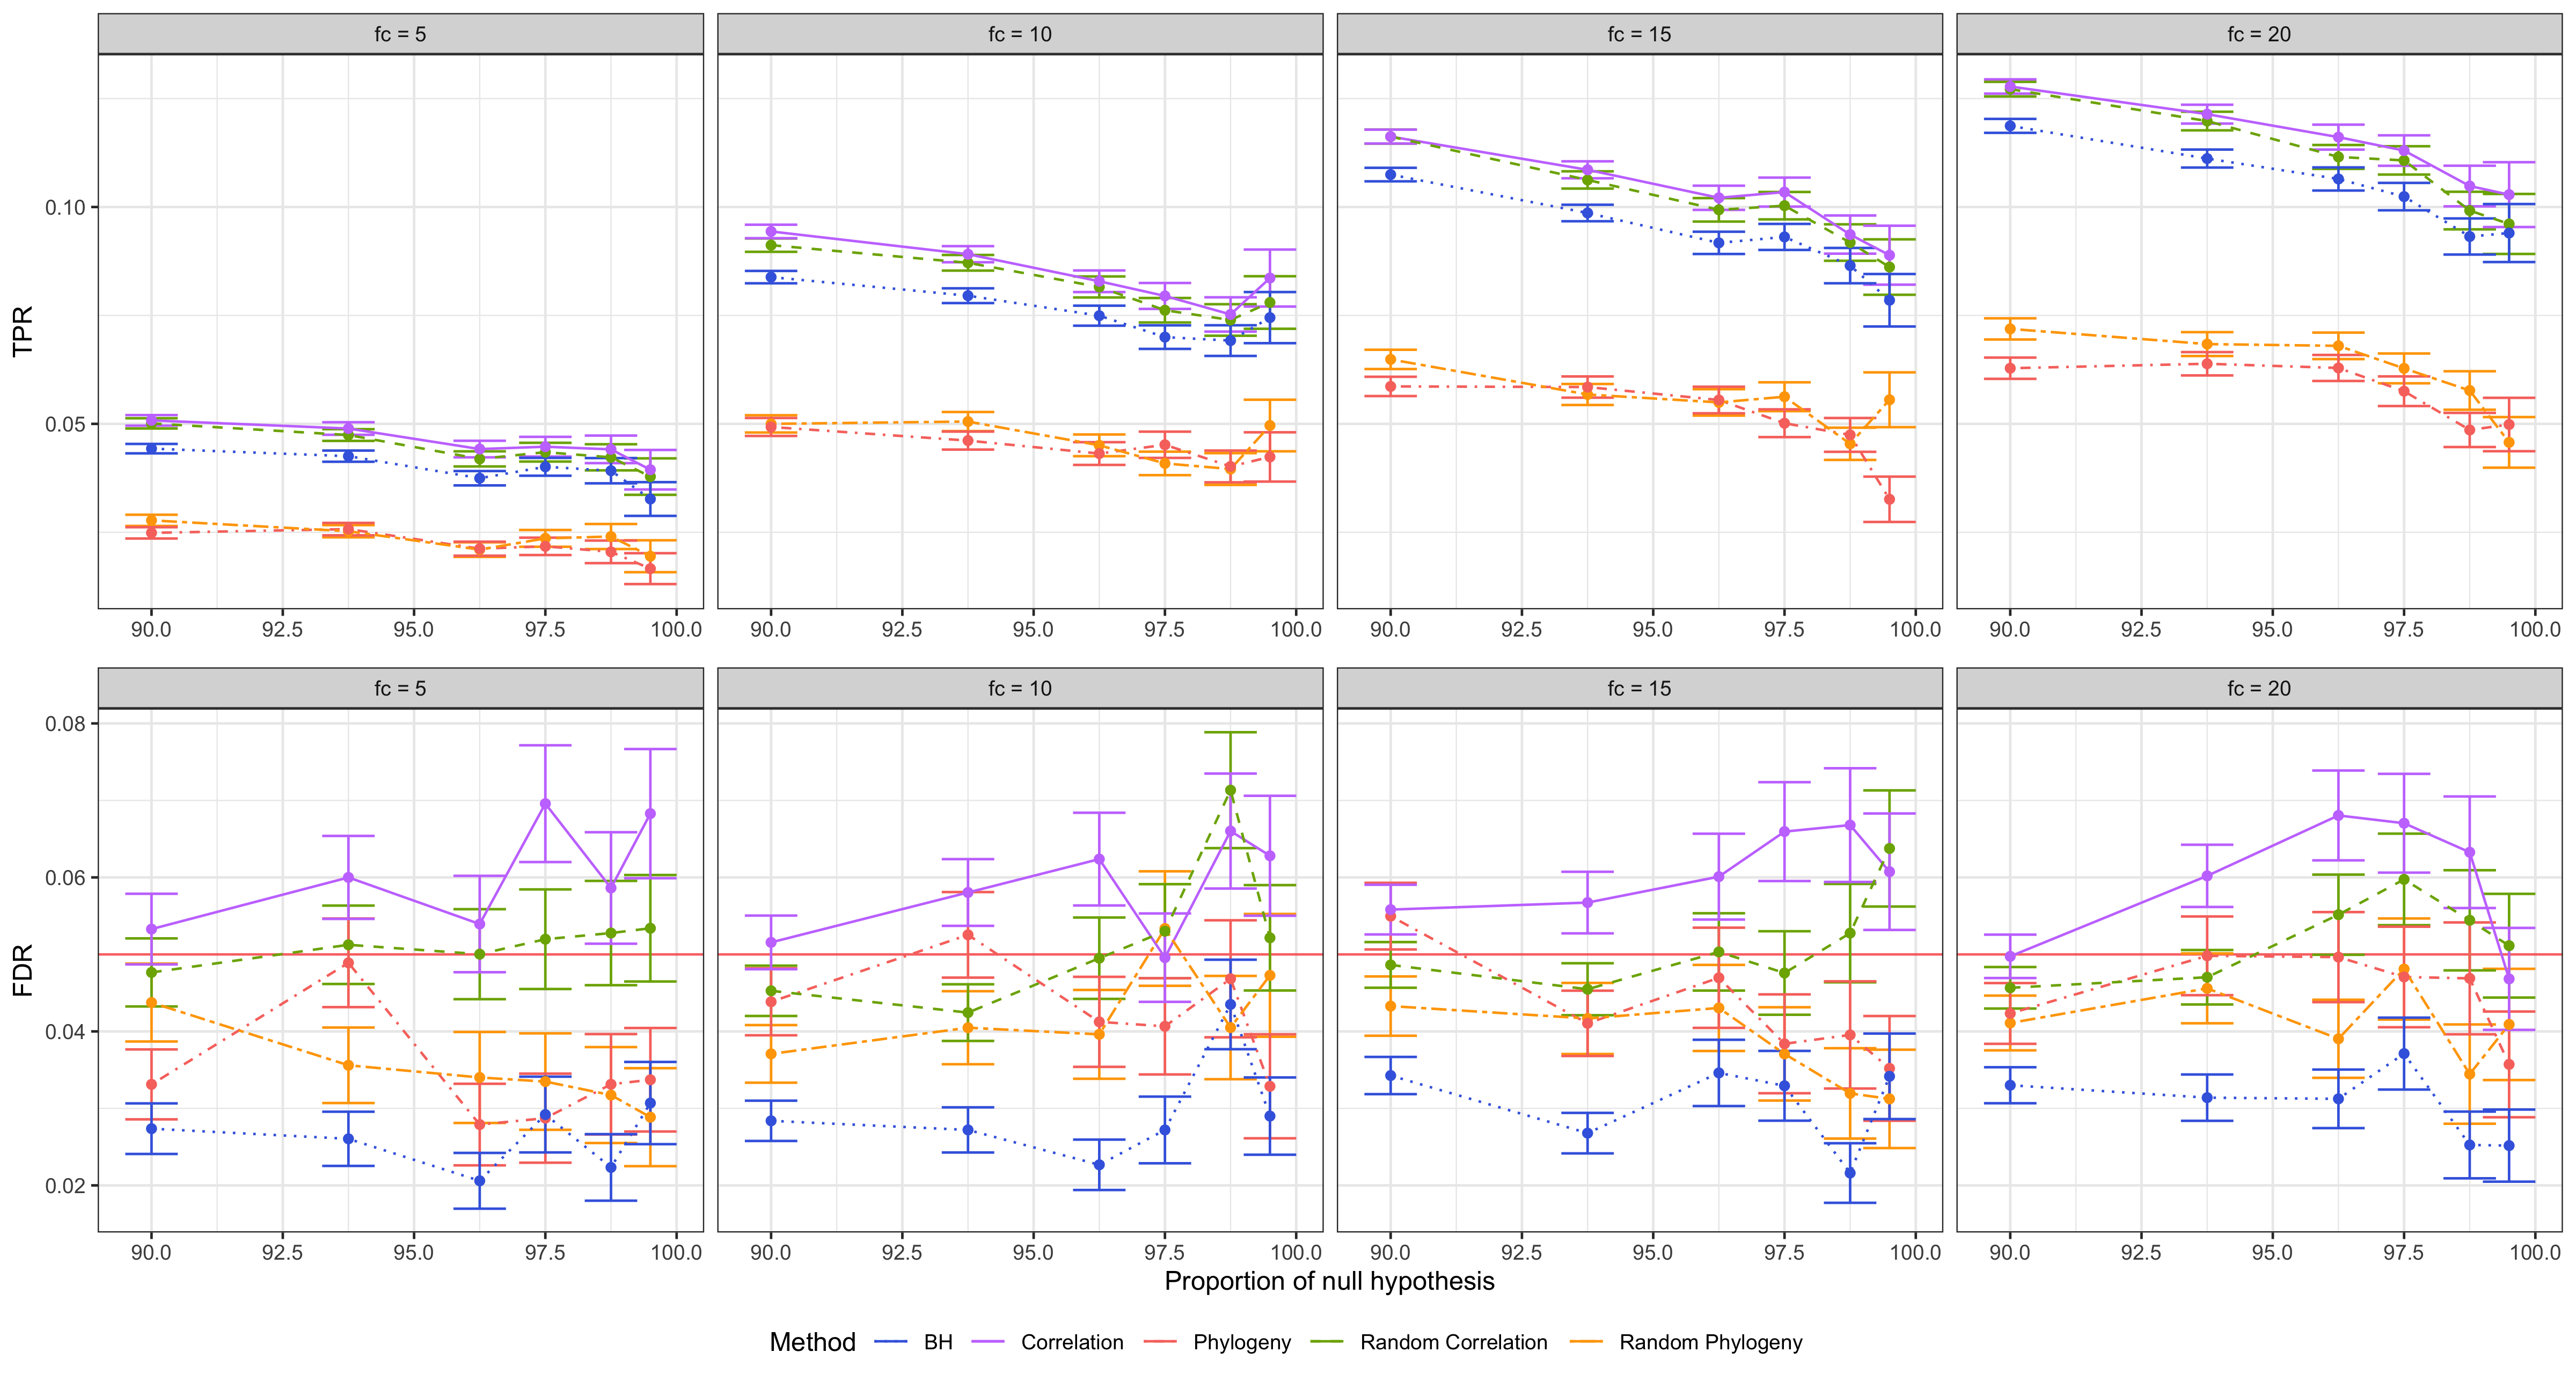 fc = 5 fc = 10 fc = 15 fc = 20
TPR
0.10
0.05
90.0 92.5 95.0 97.5 100.0 90.0 92.5 95.0 97.5 100.0 90.0 92.5 95.0 97.5 100.0 90.0 92.5 95.0 97.5 100.0
fc = 5 fc = 10 fc = 15 fc = 20
FDR
0.08
0.06
0.04
0.02
90.0 92.5 95.0 97.5 100.0 90.0 92.5 95.0 97.5 100.0 90.0 92.5 95.0 97.5 100.0 90.0 92.5 95.0 97.5 100.0
Proportion of null hypothesis
Method BH Correlation Phylogeny Random Correlation Random Phylogeny